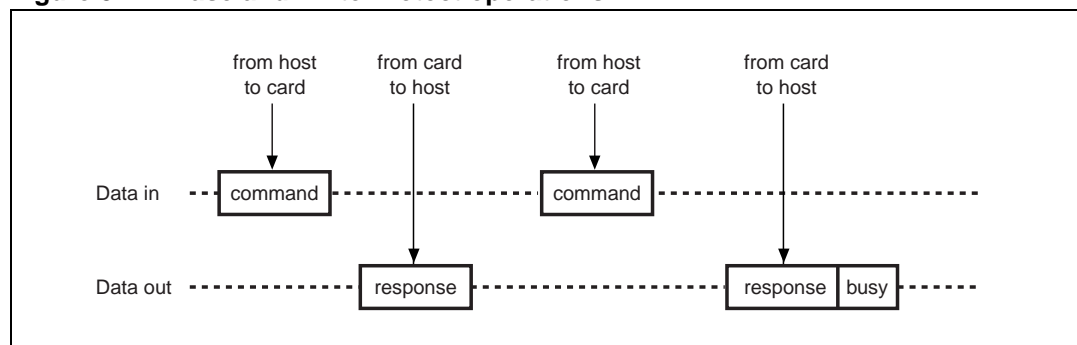 from host
to card
from card
to host
from host
to card
from card
to host
Data in
command
command
Data out
response
response
busy